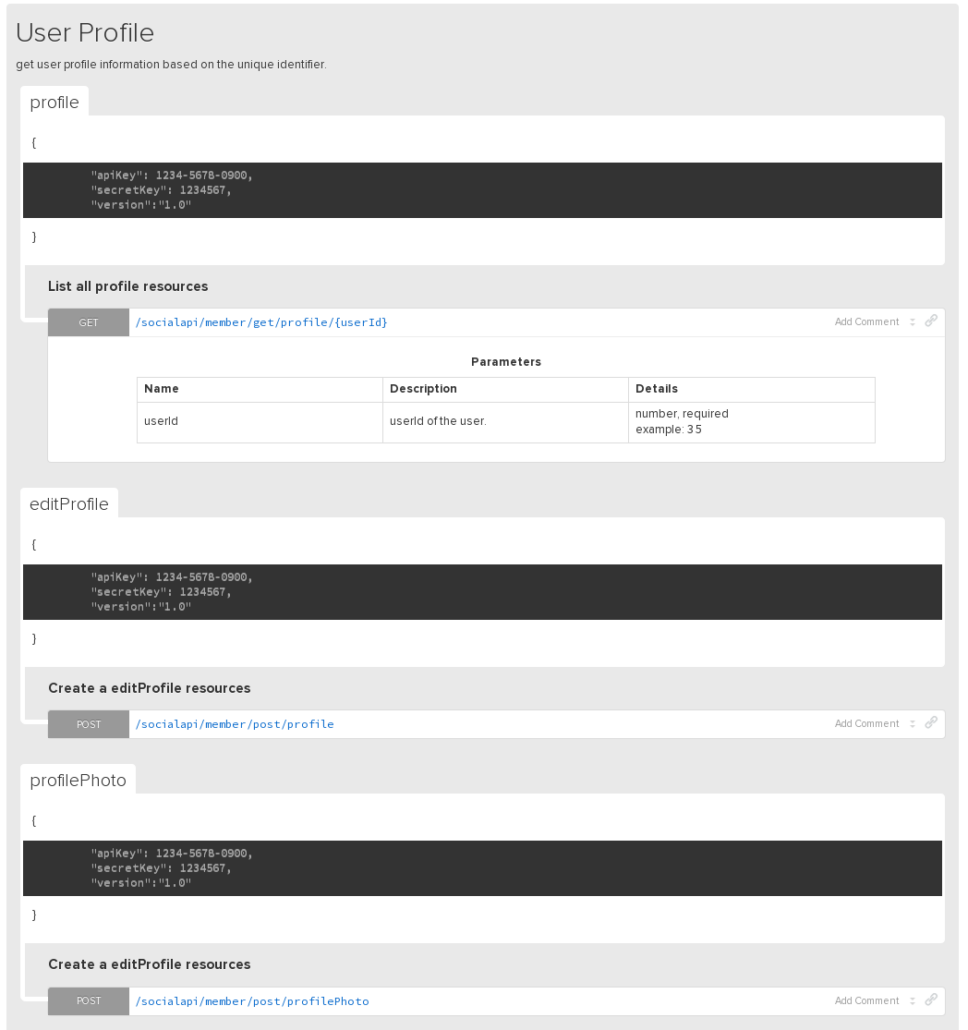 User Profile
get user profile information based on the unique identifier.
profile
{
"apiKey": 1234-5678-0900,
"secretKey": 1234567,
"version":"1.0"
}
List all profile resources
GET /socialapi/member/get/profile/{userId} Add Comment
Parameters
Name Description Details
userId userId of the user. number, required
example: 35
editProfile
{
"apiKey": 1234-5678-0900,
"secretKey": 1234567,
"version":"1.0"
}
Create a editProfile resources
POST /socialapi/member/post/profile Add Comment
profilePhoto
{
"apiKey": 1234-5678-0900,
"secretKey": 1234567,
"version":"1.0"
}
Create a editProfile resources
POST /socialapi/member/post/profilePhoto Add Comment